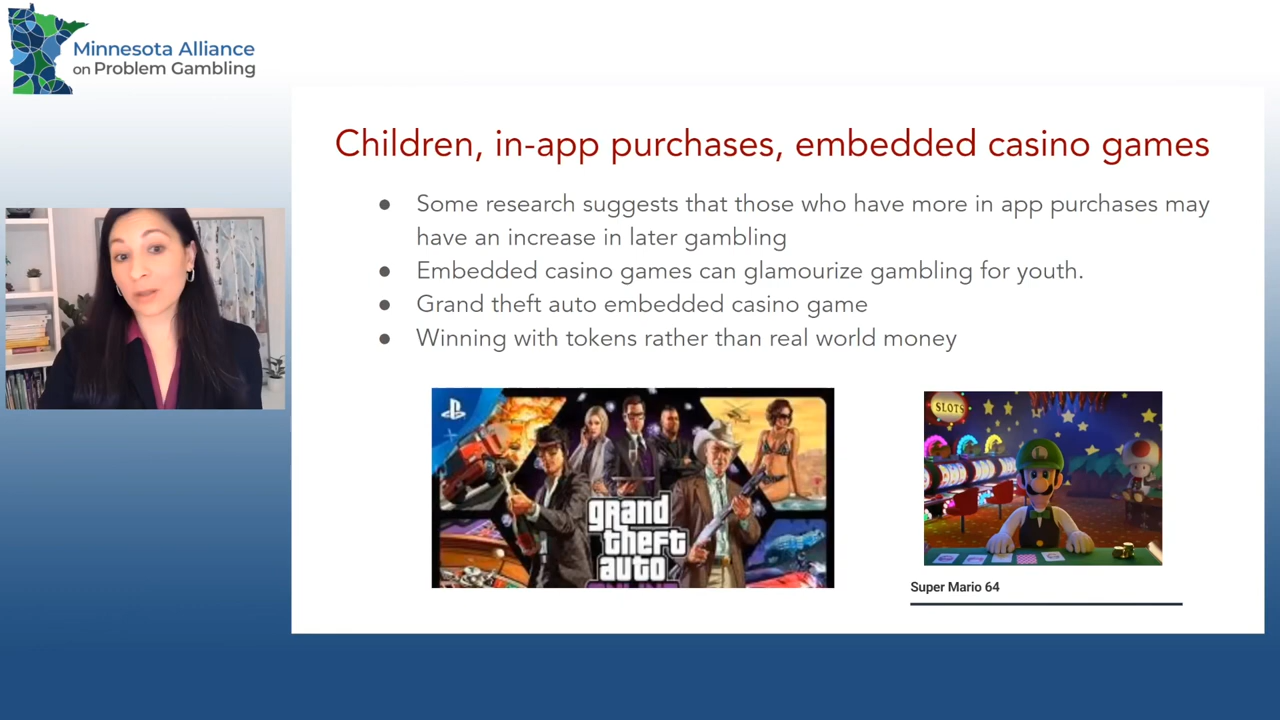 Minnesota Alliance
on Problem Gambling
Children, in-app purchases, embedded casino games
● Some research suggests that those who have more in app purchases may
have an increase in later gambling
● Embedded casino games can glamourize gambling for youth.
● Grand theft auto embedded casino game
● Winning with tokens rather than real world money
grand
theft
auto
ONLINE
SLOTS
Super Mario 64